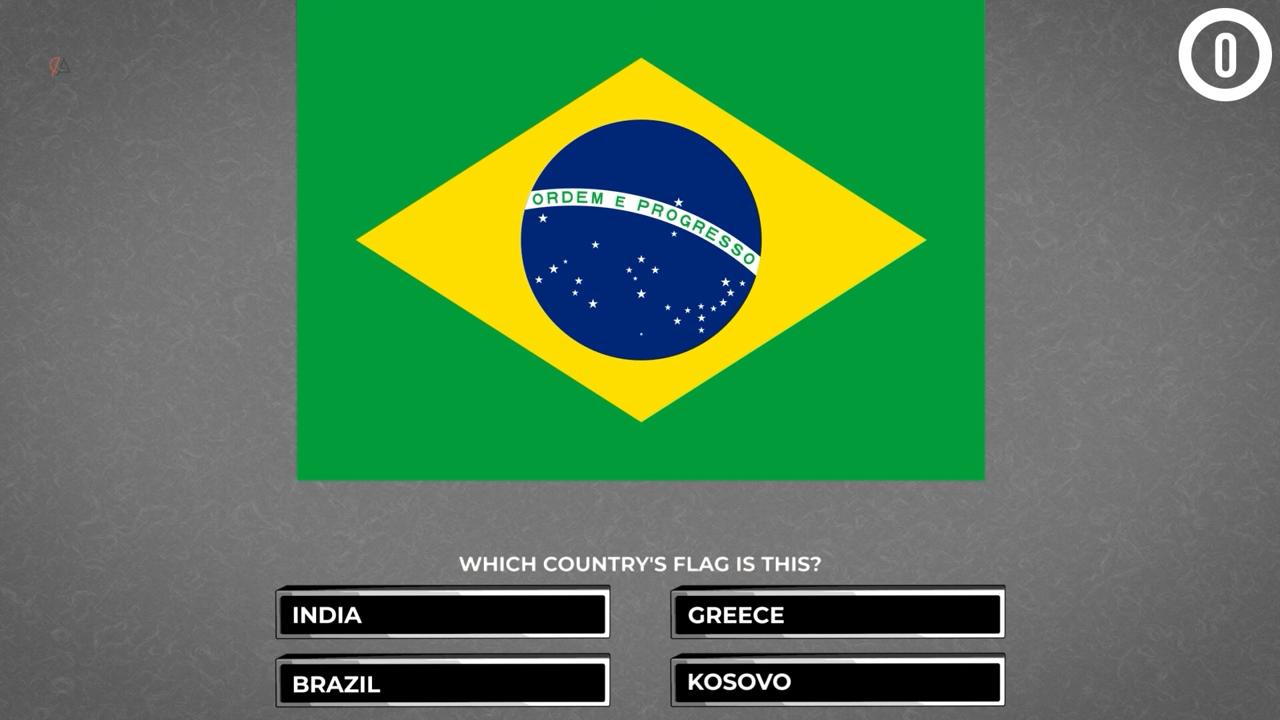 0
ORDEM E PROGRESSO
WHICH COUNTRY'S FLAG IS THIS?
INDIA
GREECE
BRAZIL
KOSOVO